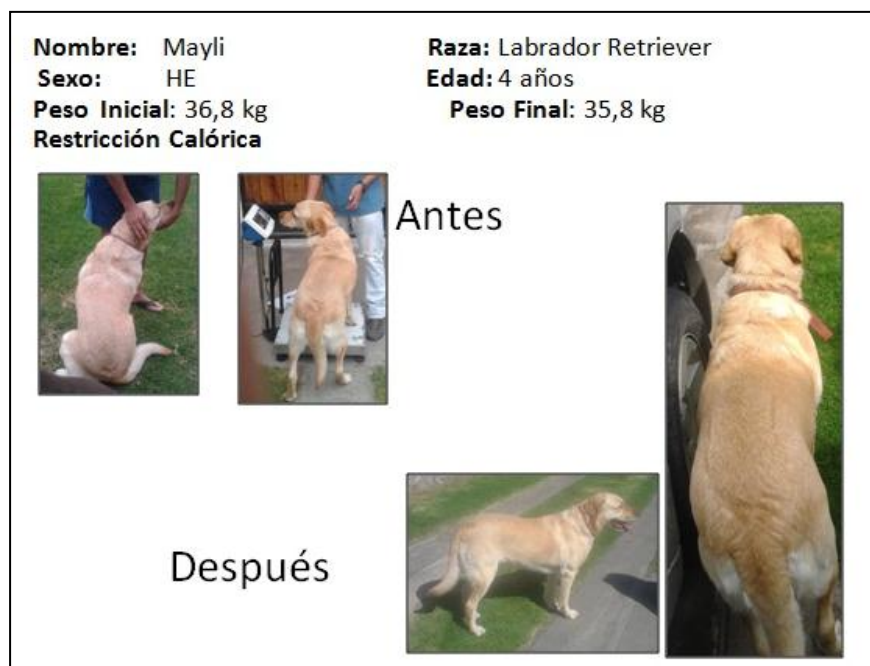 Nombre: Mayli Raza: Labrador Retriever
Sexo: HE Edad: 4 años
Peso Inicial: 36,8 kg Peso Final: 35,8 kg
Restricción Calórica
Antes
Después